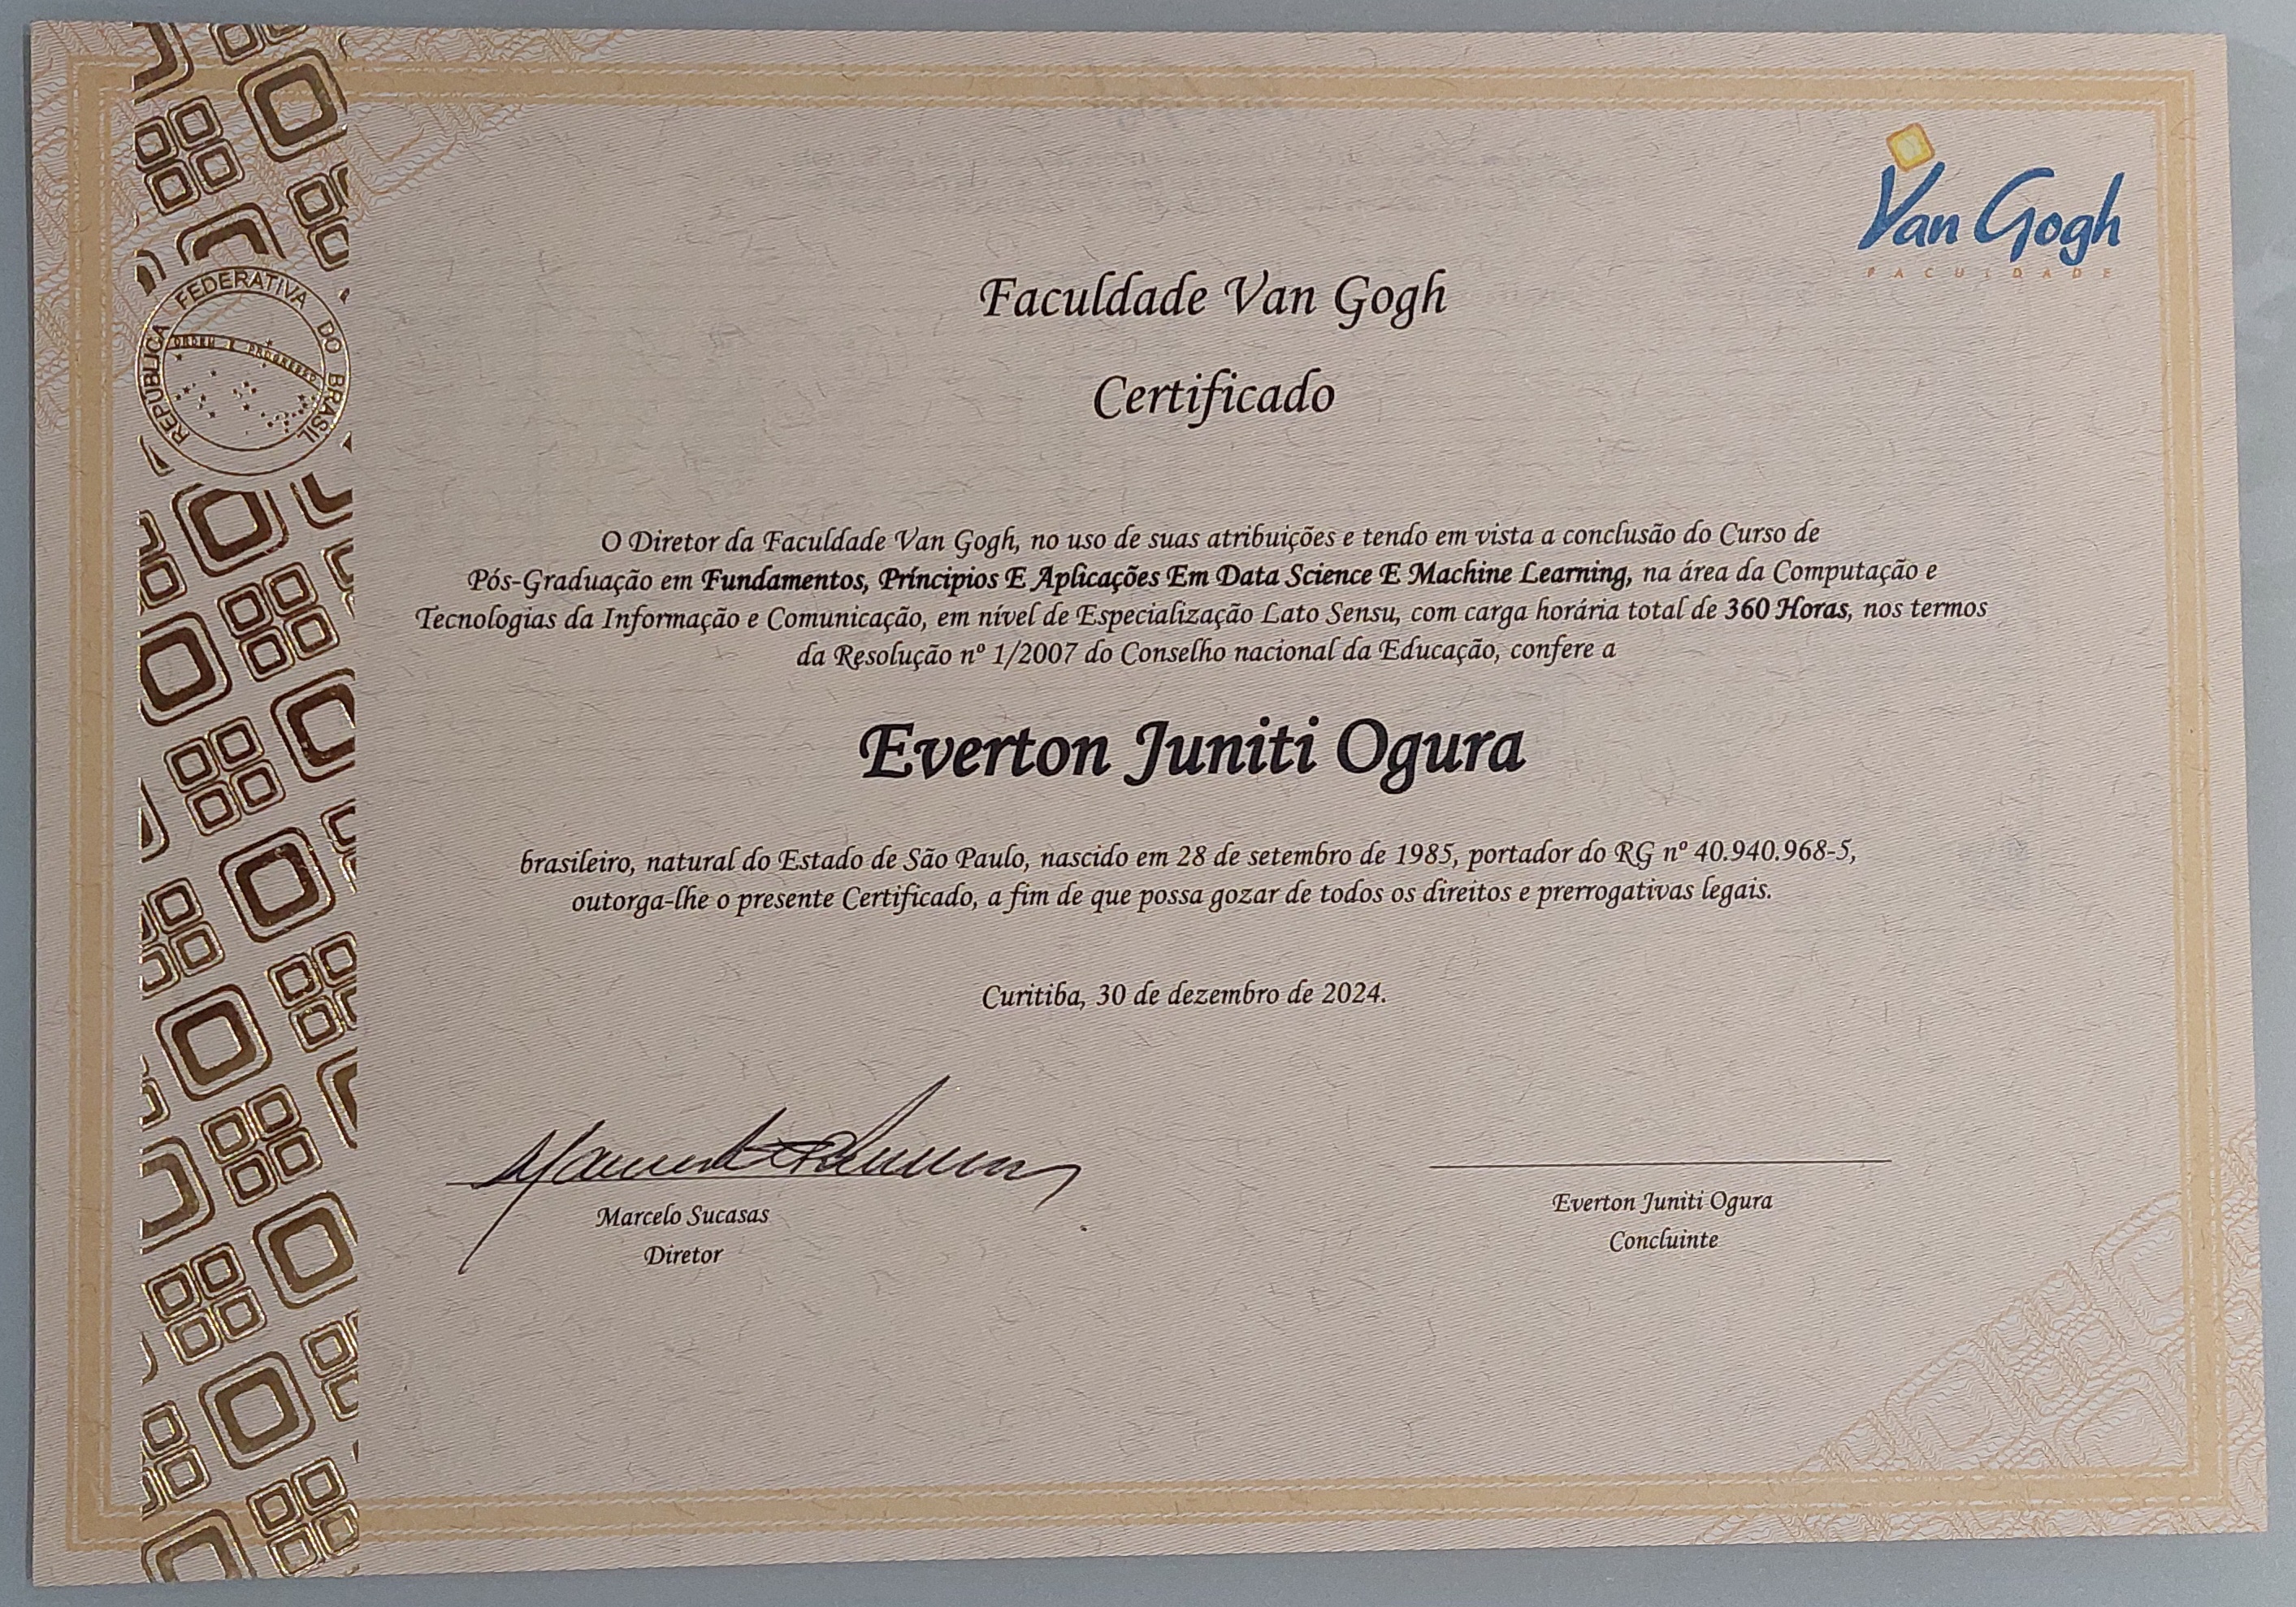 REPUBLICA FEDERATIVA DO BRASIL
ORDEM E PROGRESSO
Van Gogh
FACULDADE
Faculdade Van Gogh
Certificado
O Diretor da Faculdade Van Gogh, no uso de suas atribuições e tendo em vista a conclusão do Curso de
Pós-Graduação em Fundamentos, Príncipios E Aplicações Em Data Science E Machine Learning, na área da Computação e
Tecnologias da Informação e Comunicação, em nível de Especialização Lato Sensu, com carga horária total de 360 Horas, nos termos
da Resolução nº 1/2007 do Conselho nacional da Educação, confere a
Everton Juniti Ogura
brasileiro, natural do Estado de São Paulo, nascido em 28 de setembro de 1985, portador do RG nº 40.940.968-5,
outorga-lhe o presente Certificado, a fim de que possa gozar de todos os direitos e prerrogativas legais.
Curitiba, 30 de dezembro de 2024.
Marcelo Sucasas
Diretor
Everton Juniti Ogura
Concluinte